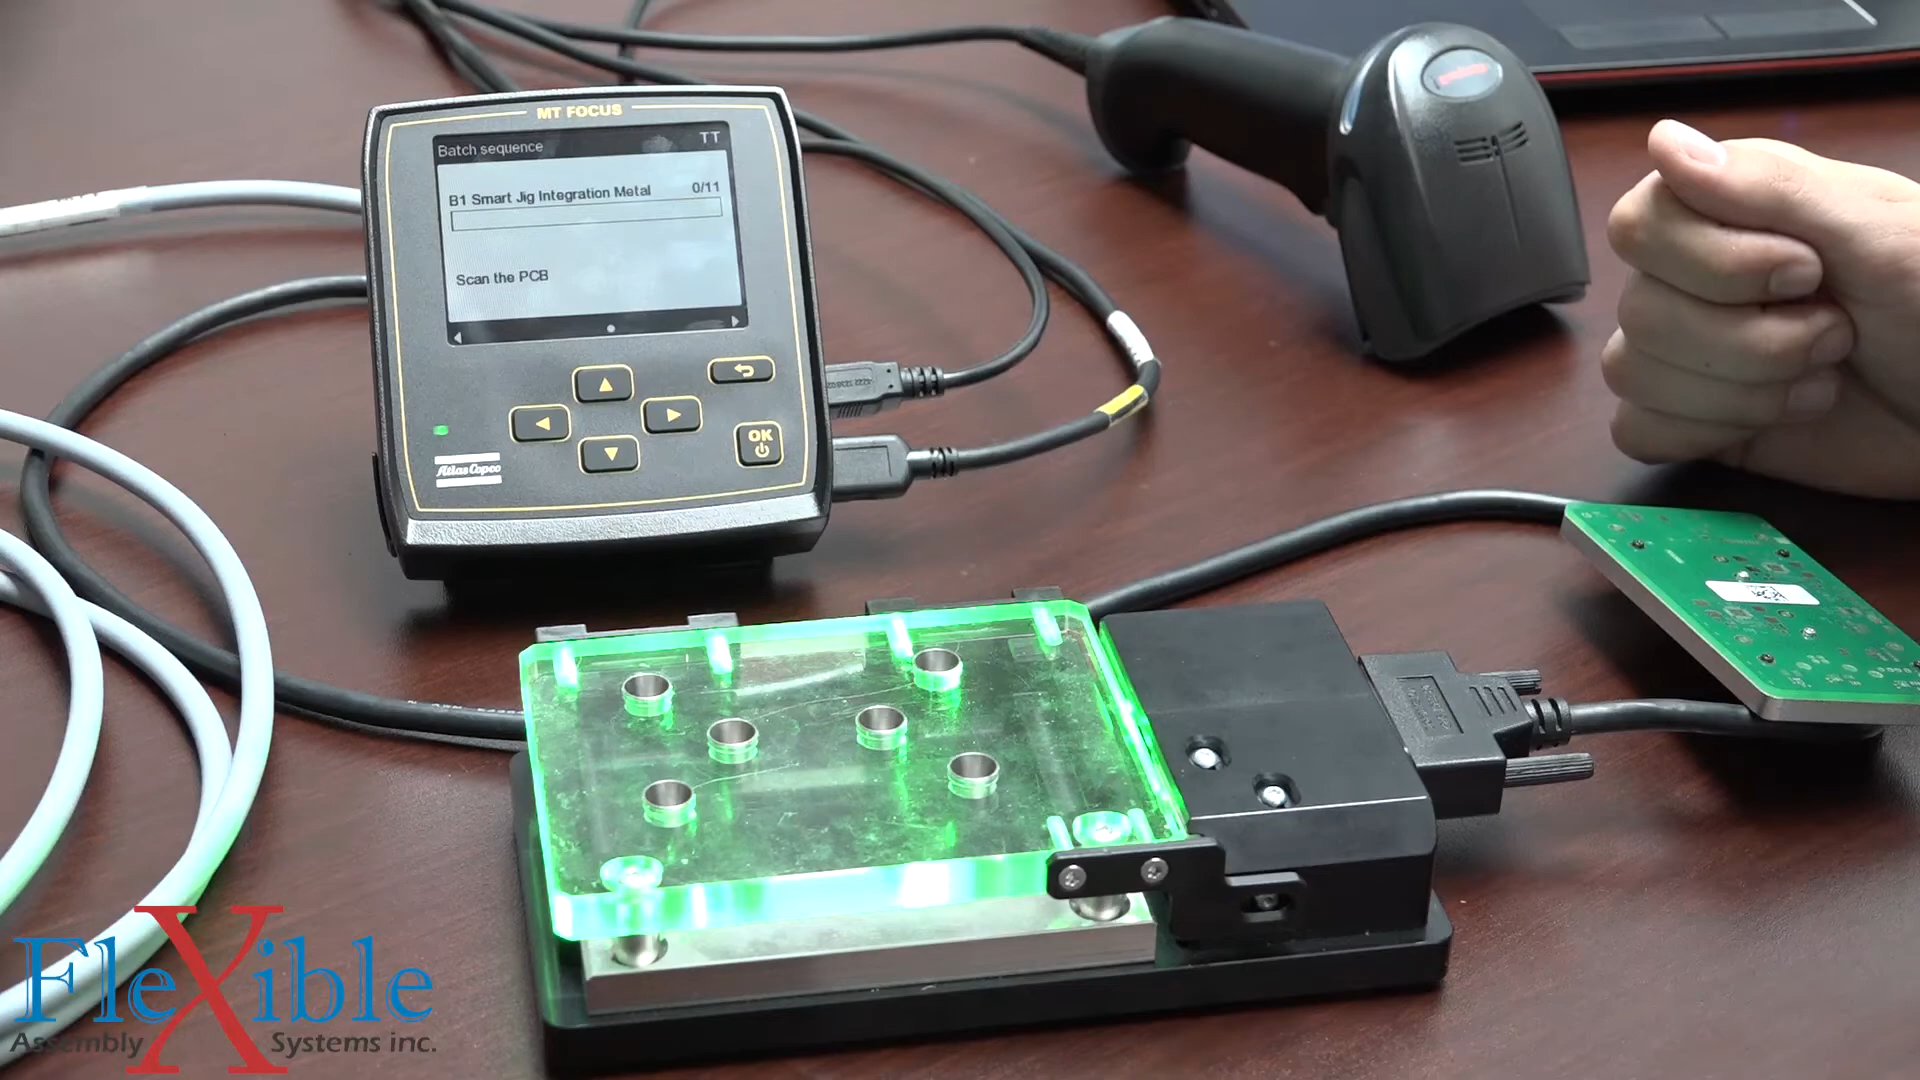 MT FOCUS
Batch sequence TT
B1 Smart Jig Integration Metal 0/11
Scan the PCB
OK
Atlas Copco
FleXible
Assembly Systems inc.